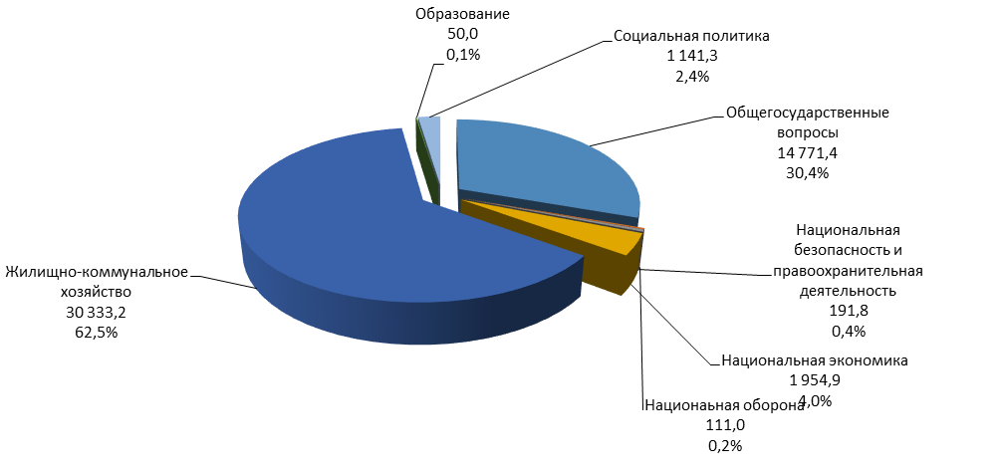 Образование
50,0
0,1%
Социальная политика
1 141,3
2,4%
Общегосударственные
вопросы
14 771,4
30,4%
Национальная
безопасность и
правоохранительная
деятельность
191,8
0,4%
Жилищно-коммунальное
хозяйство
30 333,2
62,5%
Национальная экономика
1 954,9
4,0%
Национальная оборона
111,0
0,2%